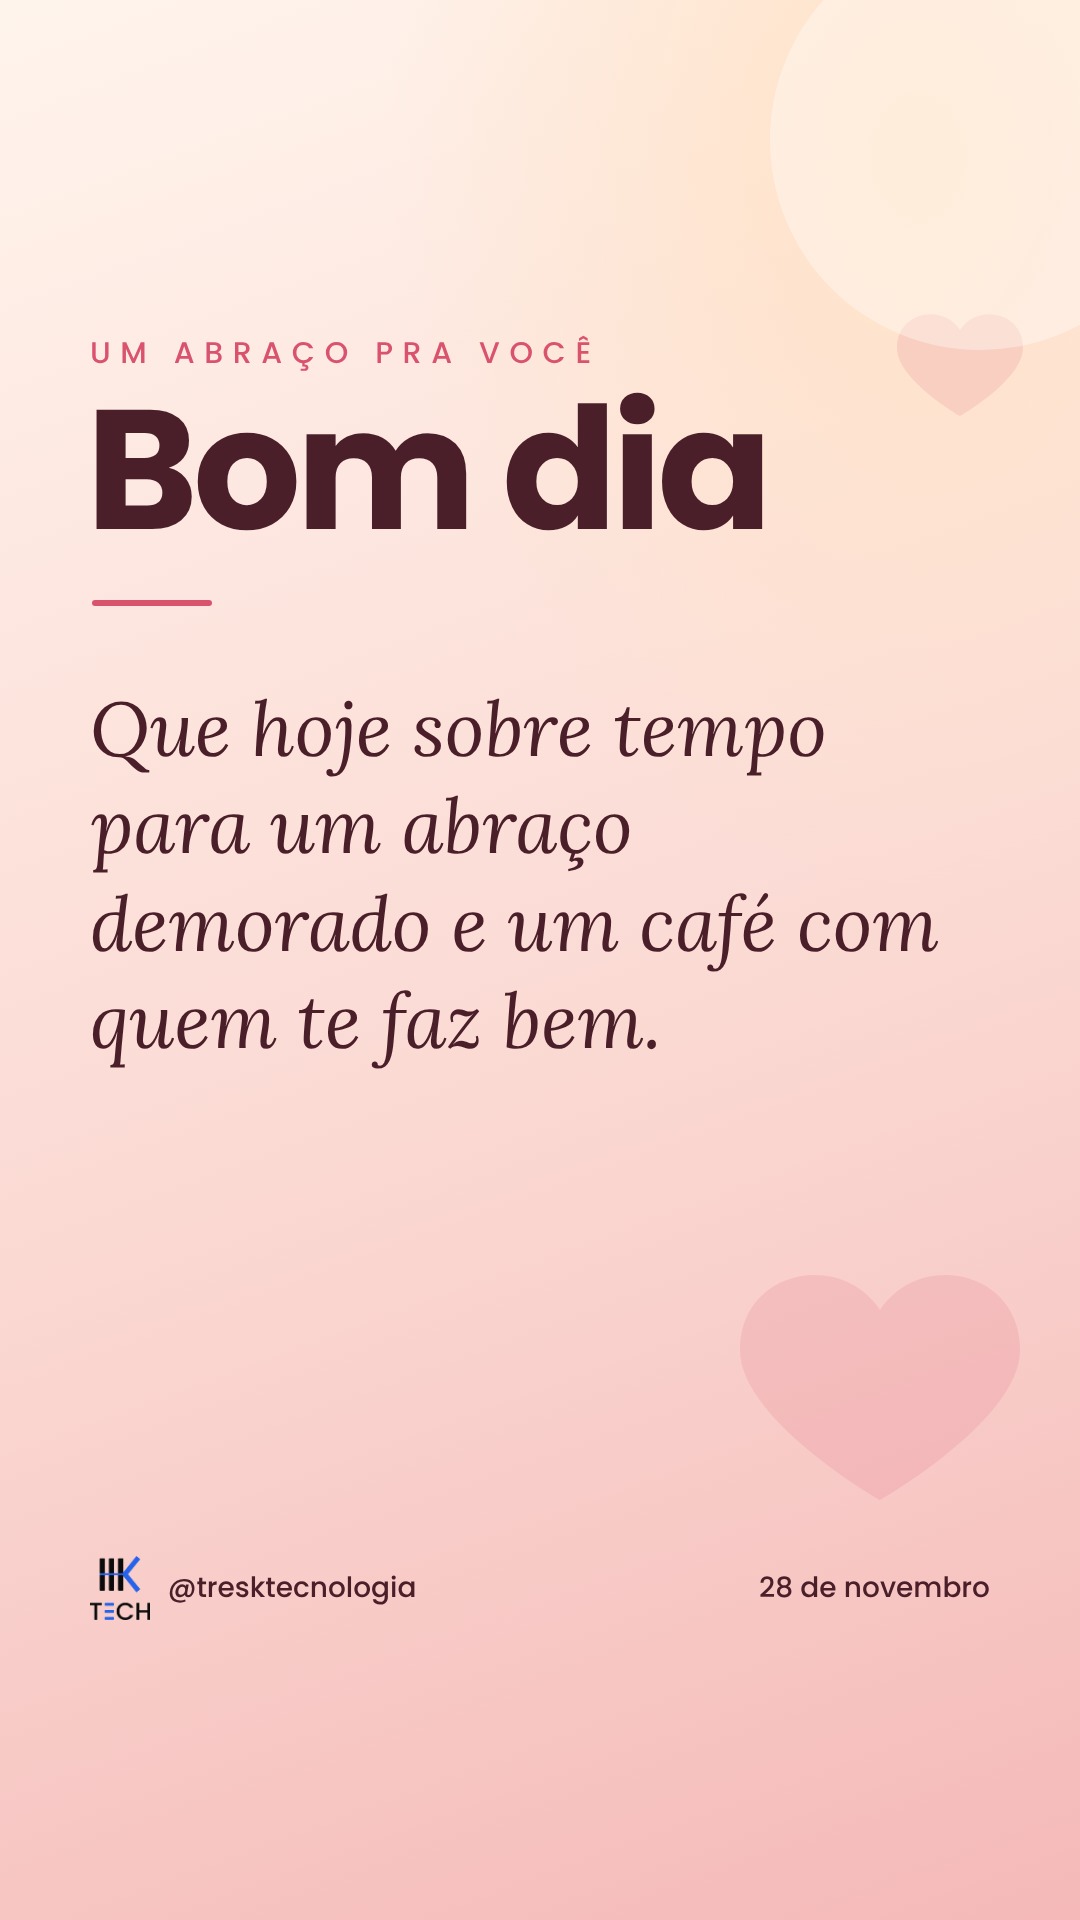 UM ABRAÇO PRA VOCÊ
Bom dia
Que hoje sobre tempo
para um abraço
demorado e um café com
quem te faz bem.
TECH
@tresktecnologia
28 de novembro